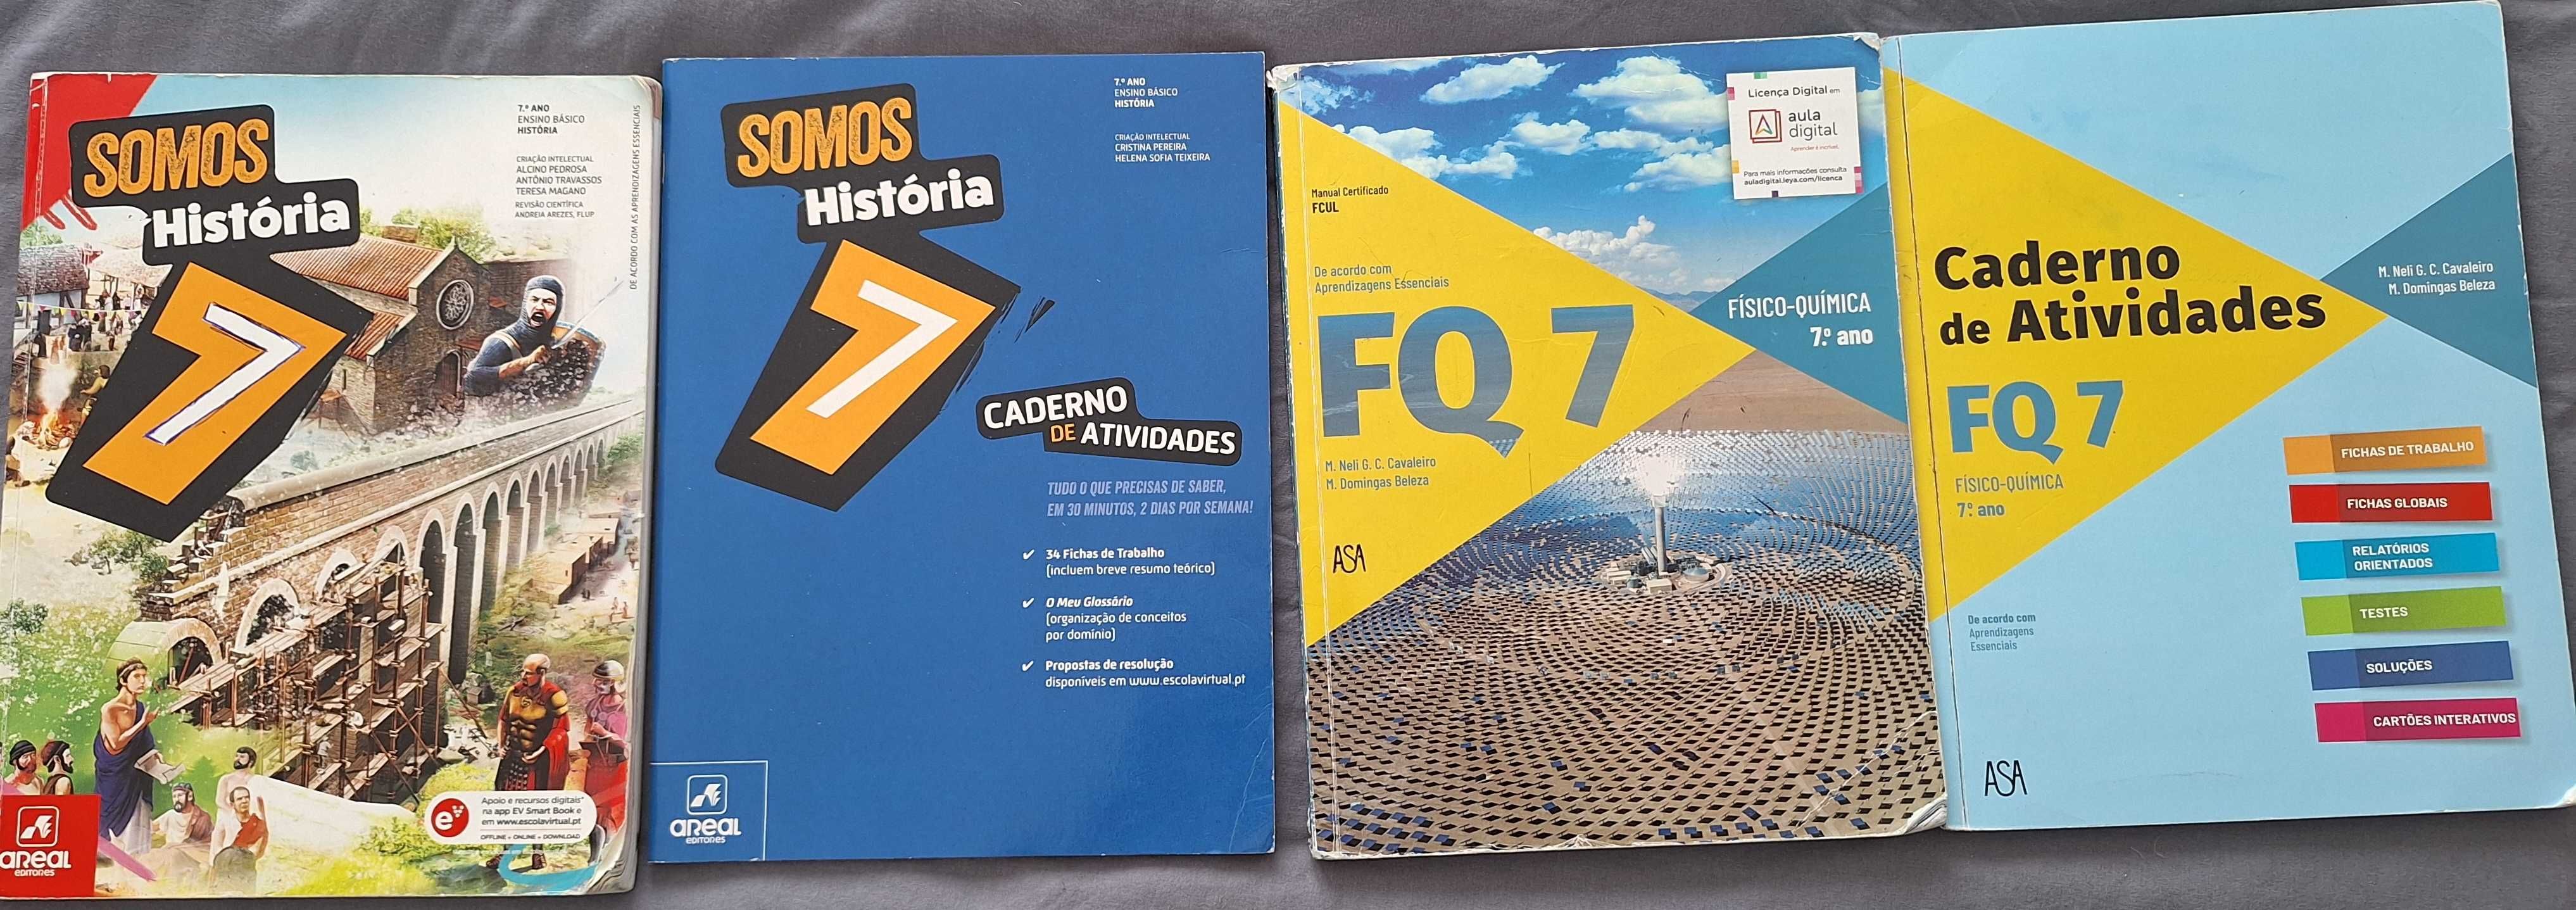 SOMOS
História
7
7.º ANO
ENSINO BÁSICO
HISTÓRIA
CRIAÇÃO INTELECTUAL
ALCINO PEDROSA
ANTÓNIO TRAVASSOS
TERESA MAGANO
REVISÃO CIENTÍFICA
ANDREIA AREZES, FLUP
DE ACORDO COM AS APRENDIZAGENS ESSENCIAIS
e
Apoio e recursos digitais*
na app EV Smart Book e
em www.escolavirtual.pt
OFFLINE • ONLINE • DOWNLOAD
aREAL
EDITORES
SOMOS
História
7
7.º ANO
ENSINO BÁSICO
HISTÓRIA
CRIAÇÃO INTELECTUAL
CRISTINA PEREIRA
HELENA SOFIA TEIXEIRA
CADERNO
DE ATIVIDADES
TUDO O QUE PRECISAS DE SABER,
EM 30 MINUTOS, 2 DIAS POR SEMANA!
✔ 34 Fichas de Trabalho
(incluem breve resumo teórico)
✔ O Meu Glossário
(organização de conceitos
por domínio)
✔ Propostas de resolução
disponíveis em www.escolavirtual.pt
aREAL
EDITORES
Licença Digital em
aula
digital
Aprender é incrível.
Para mais informações consulta
auladigital.leya.com/licenca
Manual Certificado
FCUL
De acordo com
Aprendizagens Essenciais
FQ 7
FÍSICO-QUÍMICA
7.º ano
M. Neli G. C. Cavaleiro
M. Domingas Beleza
ASA
Caderno
de Atividades
FQ 7
FÍSICO-QUÍMICA
7.º ano
M. Neli G. C. Cavaleiro
M. Domingas Beleza
FICHAS DE TRABALHO
FICHAS GLOBAIS
RELATÓRIOS
ORIENTADOS
TESTES
SOLUÇÕES
CARTÕES INTERATIVOS
De acordo com
Aprendizagens
Essenciais
ASA